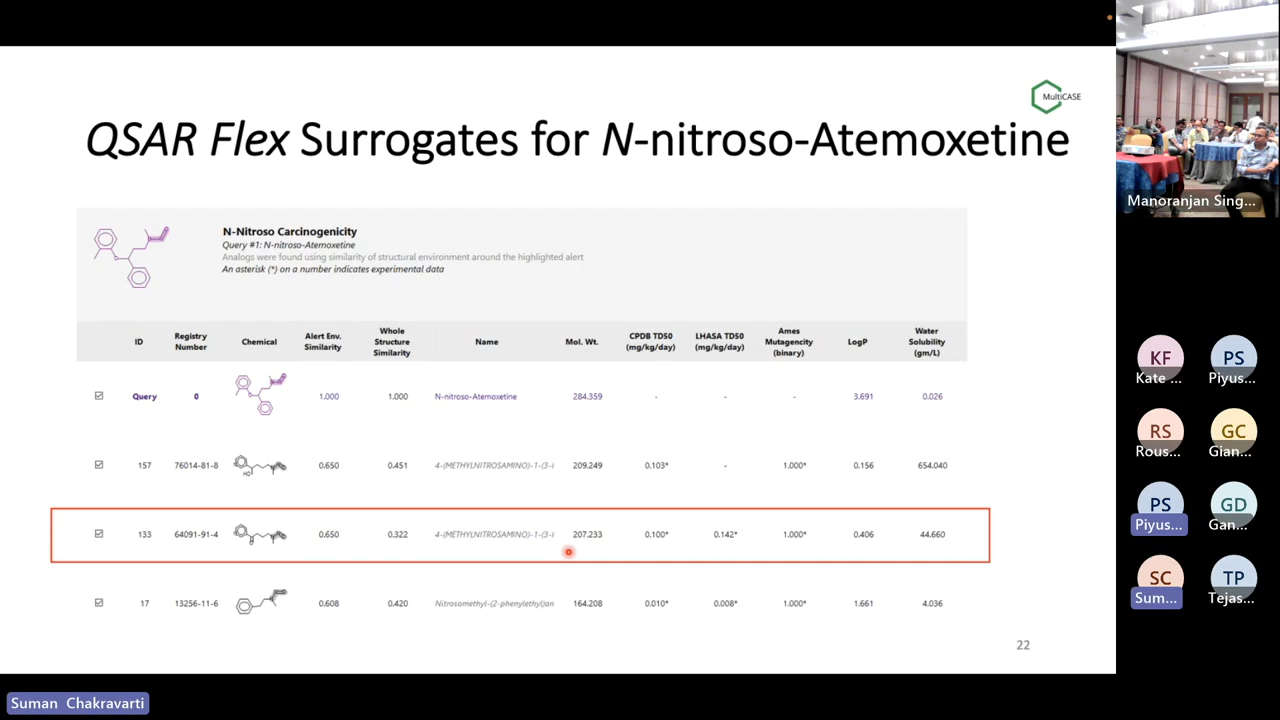 MultiCASE
QSAR Flex Surrogates for N-nitroso-Atemoxetine
N-Nitroso Carcinogenicity
Query #1: N-nitroso-Atemoxetine
Analogs were found using similarity of structural environment around the highlighted alert
An asterisk (*) on a number indicates experimental data
ID Registry Number Chemical Alert Env. Similarity Whole Structure Similarity Name Mol. Wt. CPDB TD50 (mg/kg/day) LHASA TD50 (mg/kg/day) Ames Mutagencity (binary) LogP Water Solubility (gm/L)
Query 0 1.000 1.000 N-nitroso-Atemoxetine 284.359 - - - 3.691 0.026
157 76014-81-8 0.650 0.451 4-(METHYLNITROSAMINO)-1-(3-i 209.249 0.103* - 1.000* 0.156 654.040
133 64091-91-4 0.650 0.322 4-(METHYLNITROSAMINO)-1-(3-i 207.233 0.100* 0.142* 1.000* 0.406 44.660
17 13256-11-6 0.608 0.420 Nitrosomethyl-(2-phenylethyl)an 164.208 0.010* 0.008* 1.000* 1.661 4.036
22
Manoranjan Sing...
KF PS
Kate ... Piyus...
RS GC
Rous... Gian...
PS GD
Piyus... Gan...
SC TP
Sum... Tejas...
Suman Chakravarti